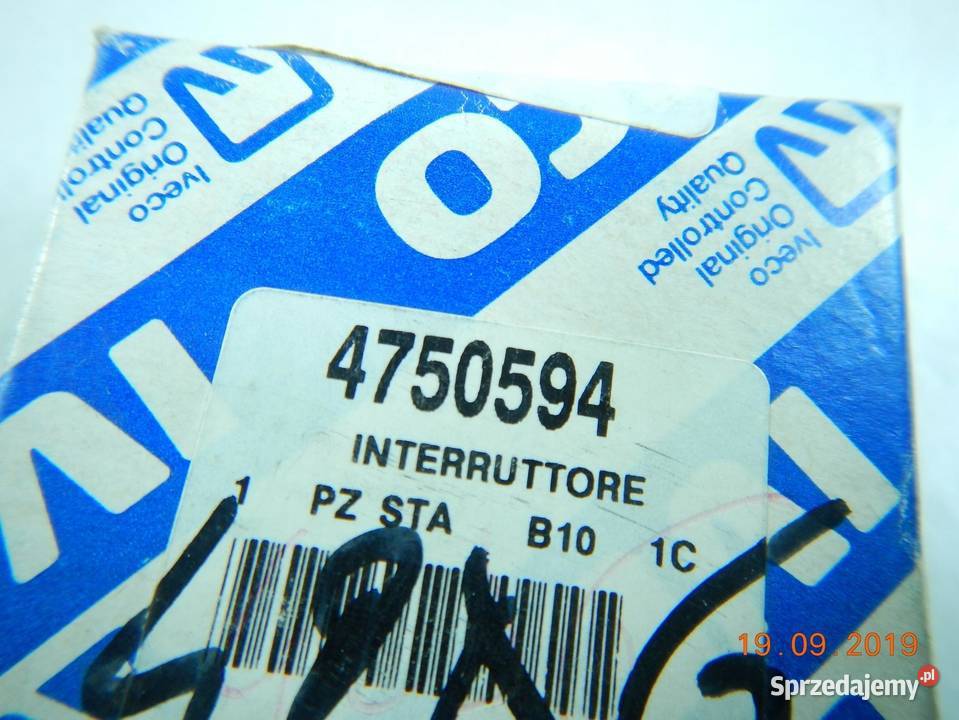 Iveco
Original
Controlled
Quality
Iveco
Original
Controlled
Quality
4750594
INTERRUTTORE
1 PZ STA B10 1C
19.09.2019
Sprzedajemy.pl